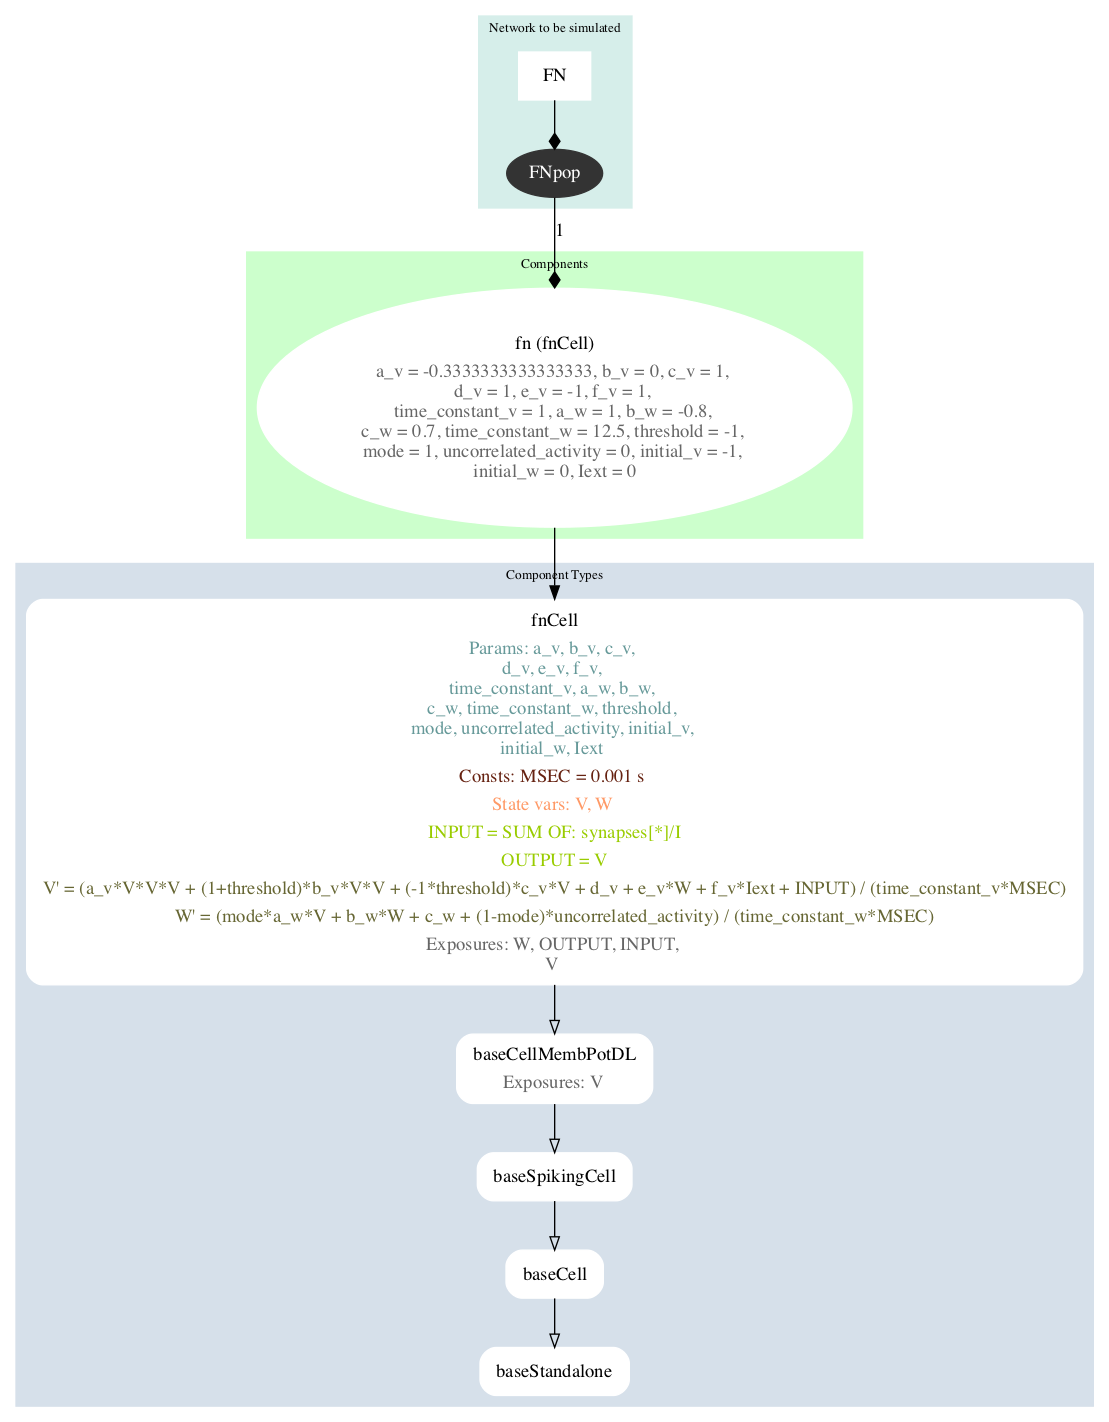 Network to be simulated
FN
FNpop
1
Components
fn (fnCell)
a_v = -0.3333333333333333, b_v = 0, c_v = 1,
d_v = 1, e_v = -1, f_v = 1,
time_constant_v = 1, a_w = 1, b_w = -0.8,
c_w = 0.7, time_constant_w = 12.5, threshold = -1,
mode = 1, uncorrelated_activity = 0, initial_v = -1,
initial_w = 0, Iext = 0
Component Types
fnCell
Params: a_v, b_v, c_v,
d_v, e_v, f_v,
time_constant_v, a_w, b_w,
c_w, time_constant_w, threshold,
mode, uncorrelated_activity, initial_v,
initial_w, Iext
Consts: MSEC = 0.001 s
State vars: V, W
INPUT = SUM OF: synapses[*]/I
OUTPUT = V
V' = (a_v*V*V*V + (1+threshold)*b_v*V*V + (-1*threshold)*c_v*V + d_v + e_v*W + f_v*Iext + INPUT) / (time_constant_v*MSEC)
W' = (mode*a_w*V + b_w*W + c_w + (1-mode)*uncorrelated_activity) / (time_constant_w*MSEC)
Exposures: W, OUTPUT, INPUT,
V
baseCellMembPotDL
Exposures: V
baseSpikingCell
baseCell
baseStandalone